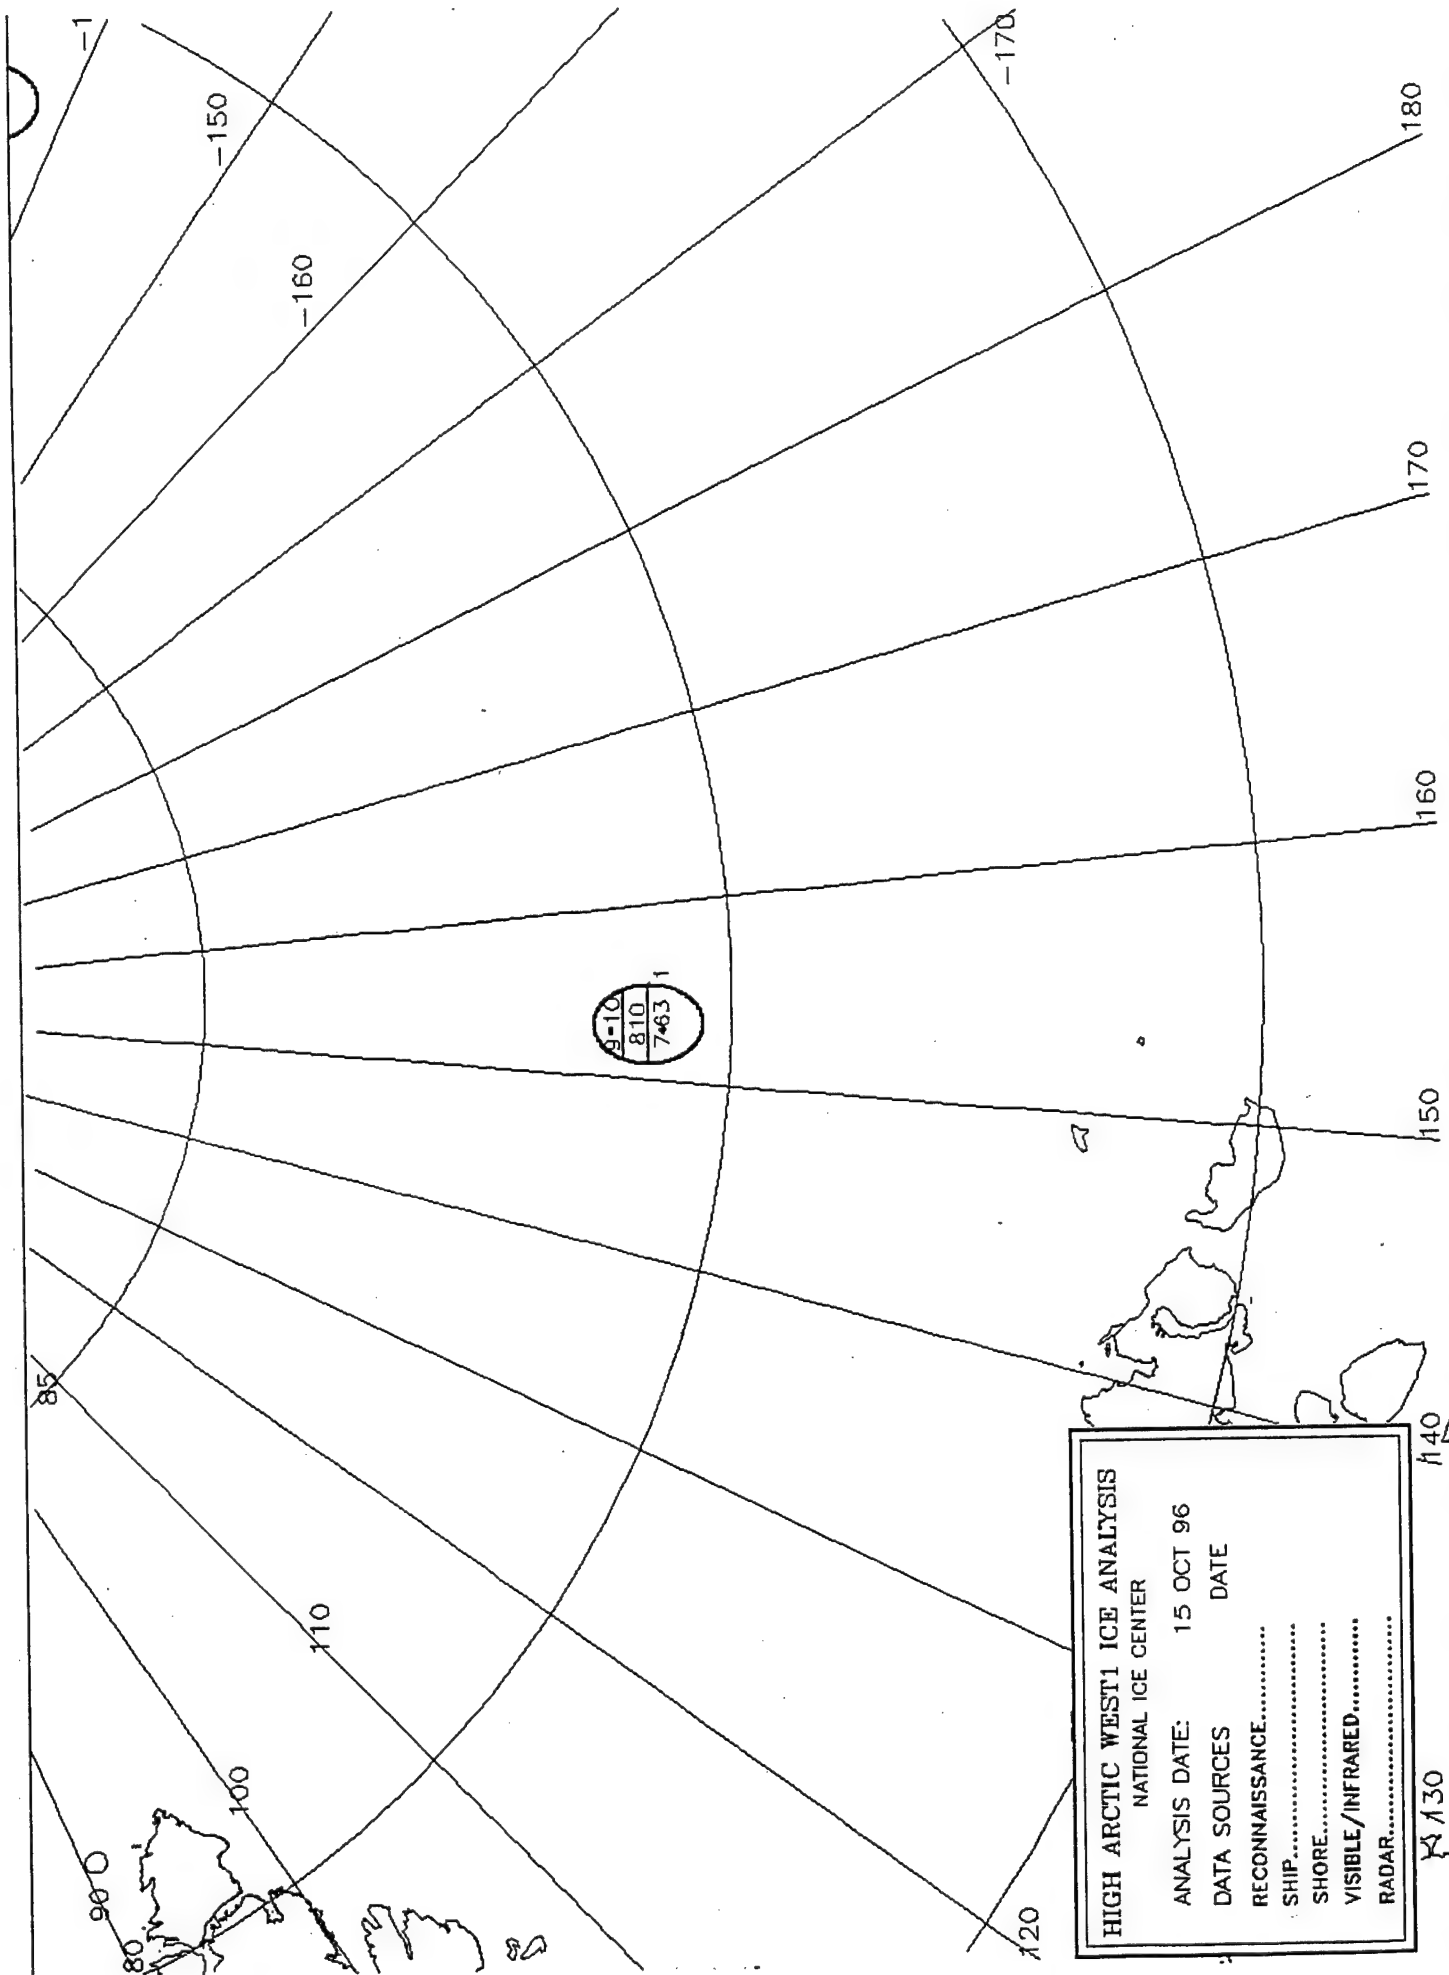 -1
-150
-160
-170
180
170
160
150
140
130
120
110
100
90
85
80
9-10
810
7•63
1
HIGH ARCTIC WEST1 ICE ANALYSIS
NATIONAL ICE CENTER
ANALYSIS DATE: 15 OCT 96
DATA SOURCES DATE
RECONNAISSANCE...........
SHIP..............................
SHORE...........................
VISIBLE/INFRARED............
RADAR...........................